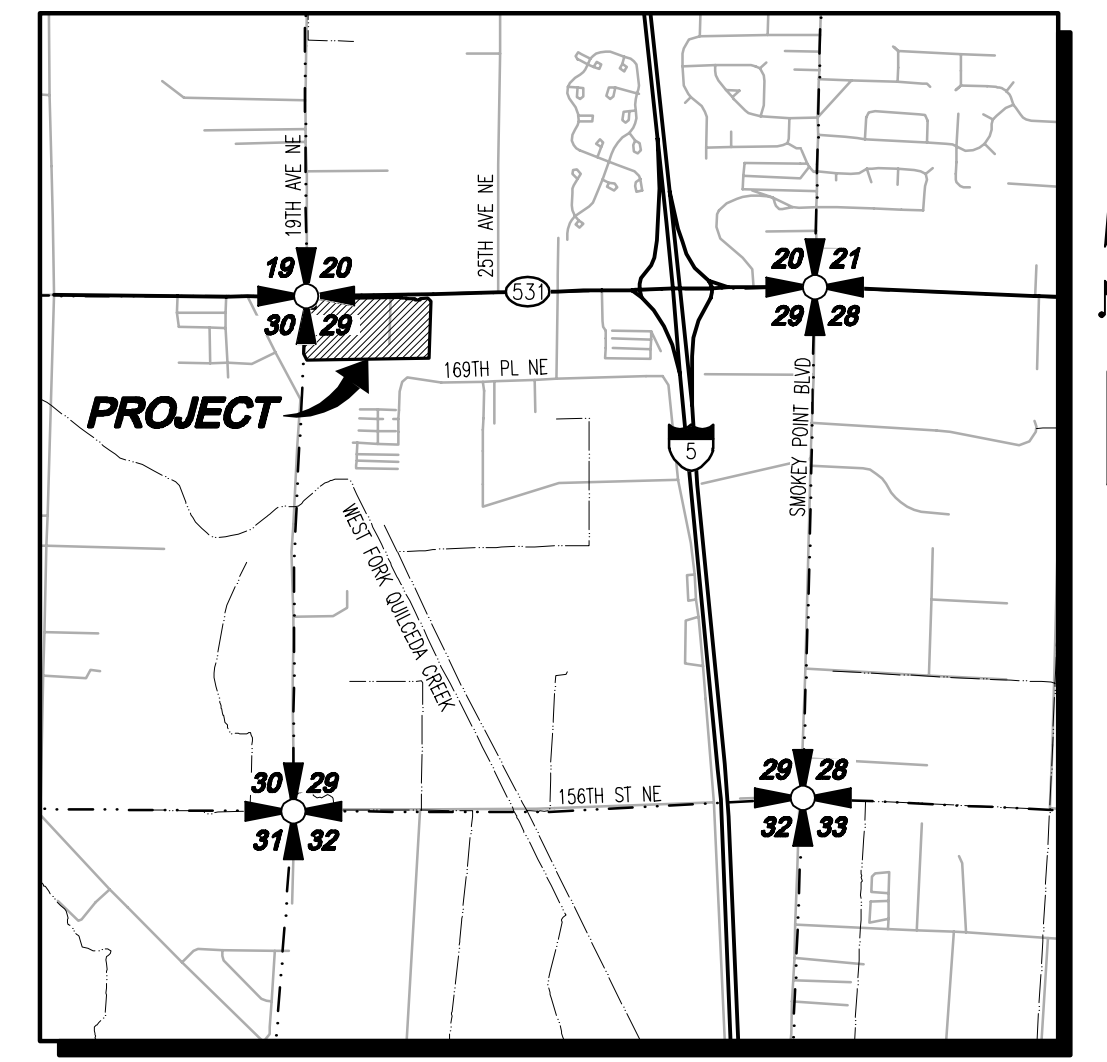 19TH AVE NE
25TH AVE NE
19 20
30 29
531
20 21
29 28
169TH PL NE
PROJECT
SMOKEY POINT BLVD
5
WEST FORK QUILCEDA CREEK
30 29
31 32
156TH ST NE
29 28
32 33